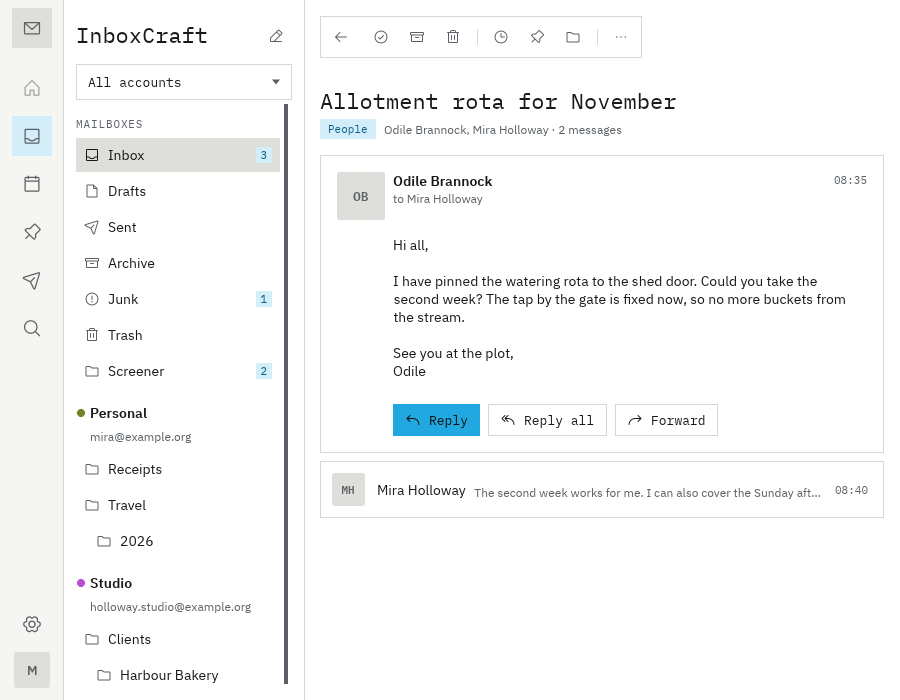 InboxCraft
All accounts
MAILBOXES
Inbox 3
Drafts
Sent
Archive
Junk 1
Trash
Screener 2
Personal
mira@example.org
Receipts
Travel
2026
Studio
holloway.studio@example.org
Clients
Harbour Bakery
M
Allotment rota for November
People Odile Brannock, Mira Holloway · 2 messages
OB Odile Brannock 08:35
to Mira Holloway
Hi all,
I have pinned the watering rota to the shed door. Could you take the
second week? The tap by the gate is fixed now, so no more buckets from
the stream.
See you at the plot,
Odile
Reply Reply all Forward
MH Mira Holloway The second week works for me. I can also cover the Sunday aft… 08:40